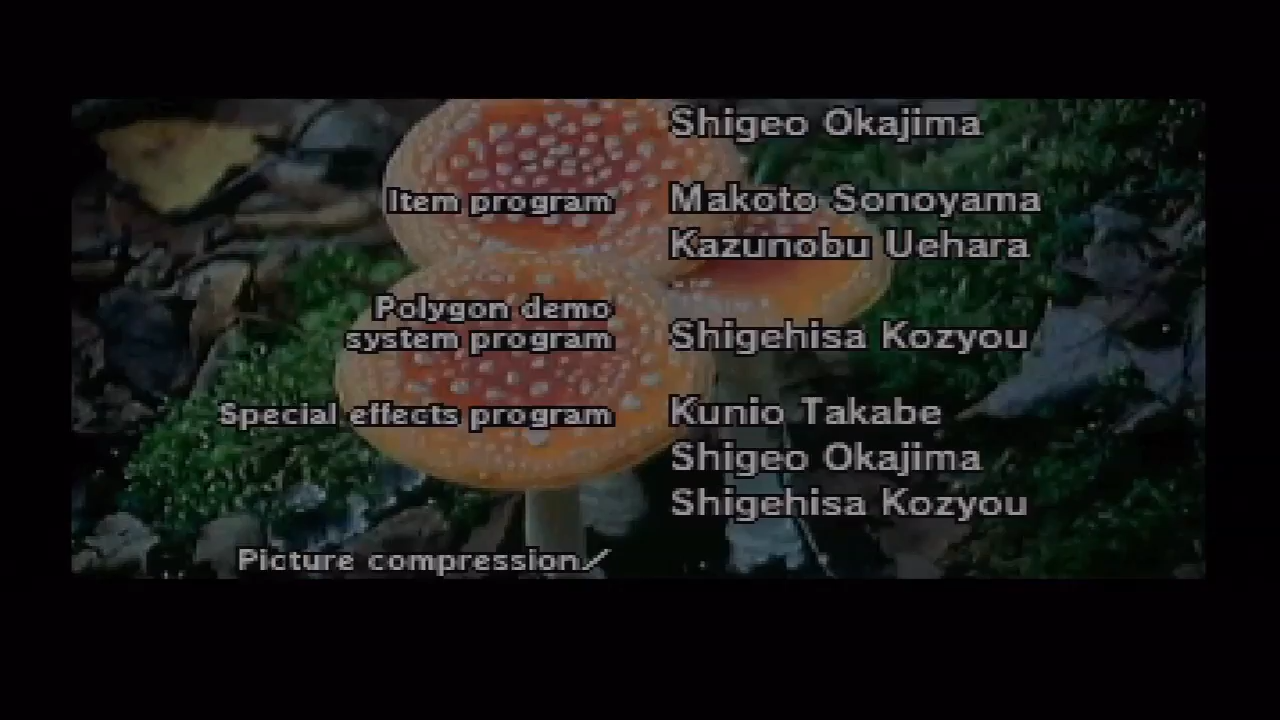 Shigeo Okajima
Item program Makoto Sonoyama
Kazunobu Uehara
Polygon demo
system program Shigehisa Kozyou
Special effects program Kunio Takabe
Shigeo Okajima
Shigehisa Kozyou
Picture compression/